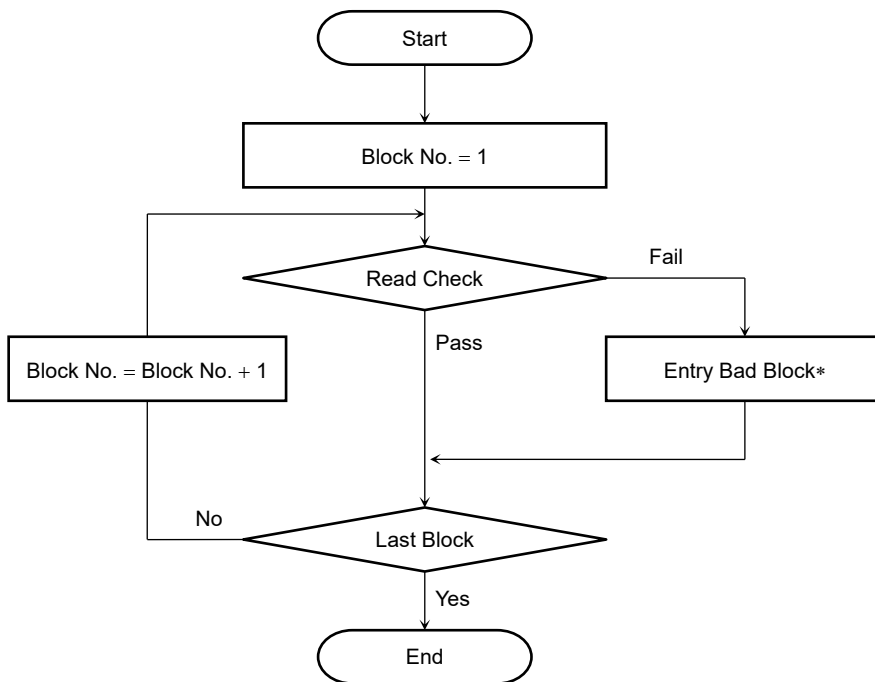 Start
Block No. = 1
Read Check
Fail
Pass
Block No. = Block No. + 1
Entry Bad Block*
No
Last Block
Yes
End